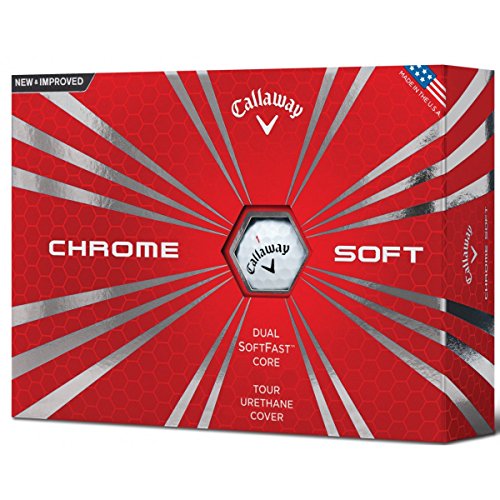 NEW & IMPROVED
MADE IN THE U.S.A.
Callaway
CHROME SOFT
Callaway
DUAL
SOFTFAST™
CORE
TOUR
URETHANE
COVER
Callaway
CHROME SOFT